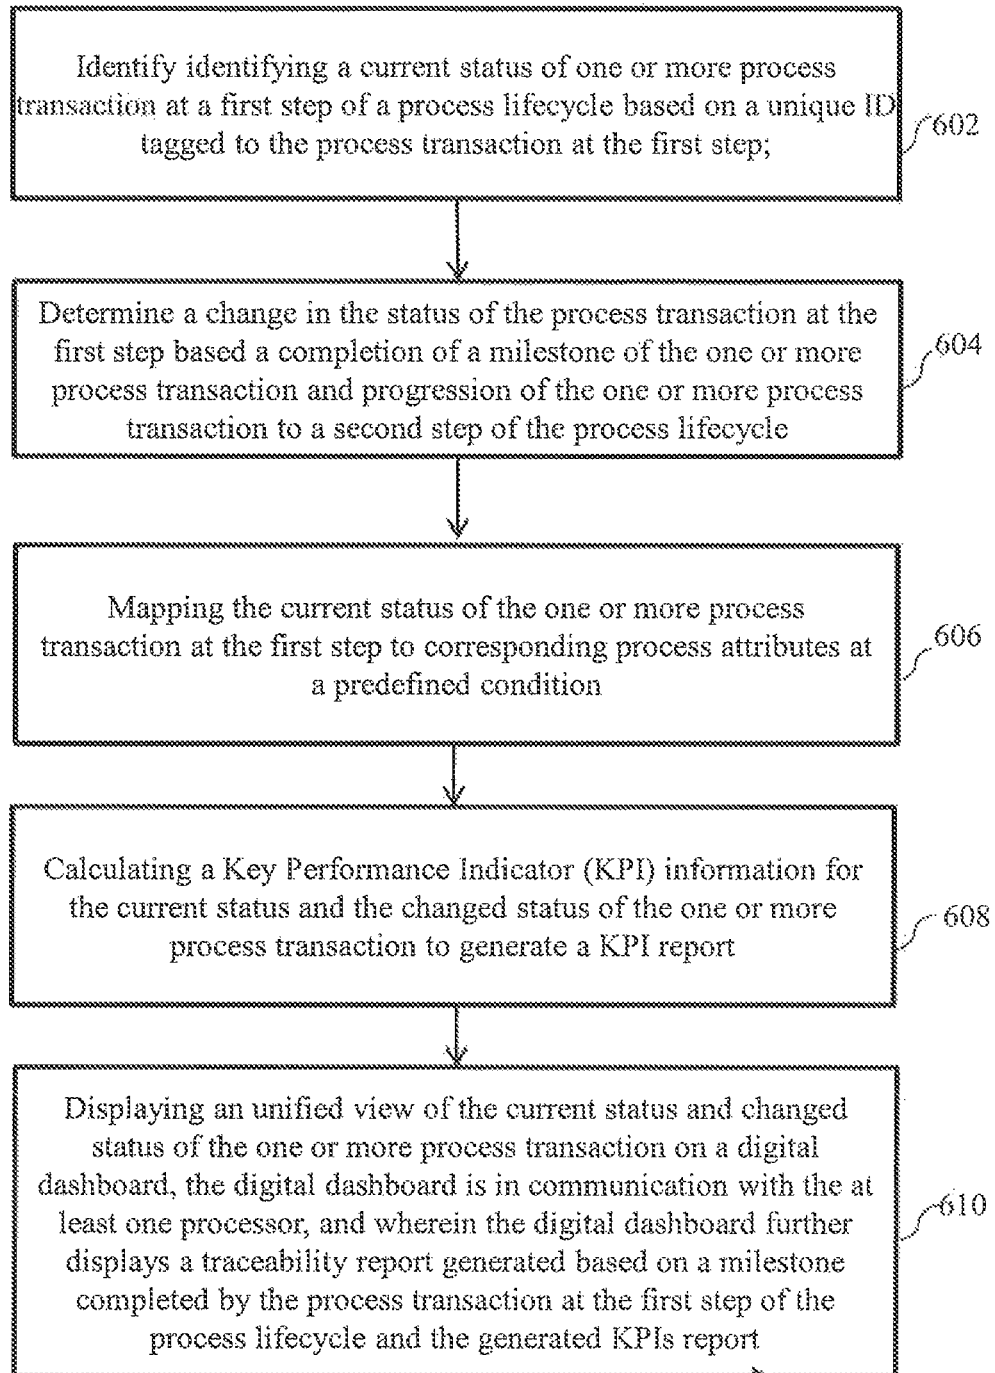 Identify identifying a current status of one or more process
transaction at a first step of a process lifecycle based on a unique ID
tagged to the process transaction at the first step;
602
Determine a change in the status of the process transaction at the
first step based a completion of a milestone of the one or more
process transaction and progression of the one or more process
transaction to a second step of the process lifecycle
604
Mapping the current status of the one or more process
transaction at the first step to corresponding process attributes at
a predefined condition
606
Calculating a Key Performance Indicator (KPI) information for
the current status and the changed status of the one or more
process transaction to generate a KPI report
608
Displaying an unified view of the current status and changed
status of the one or more process transaction on a digital
dashboard, the digital dashboard is in communication with the at
least one processor, and wherein the digital dashboard further
displays a traceability report generated based on a milestone
completed by the process transaction at the first step of the
process lifecycle and the generated KPIs report
610